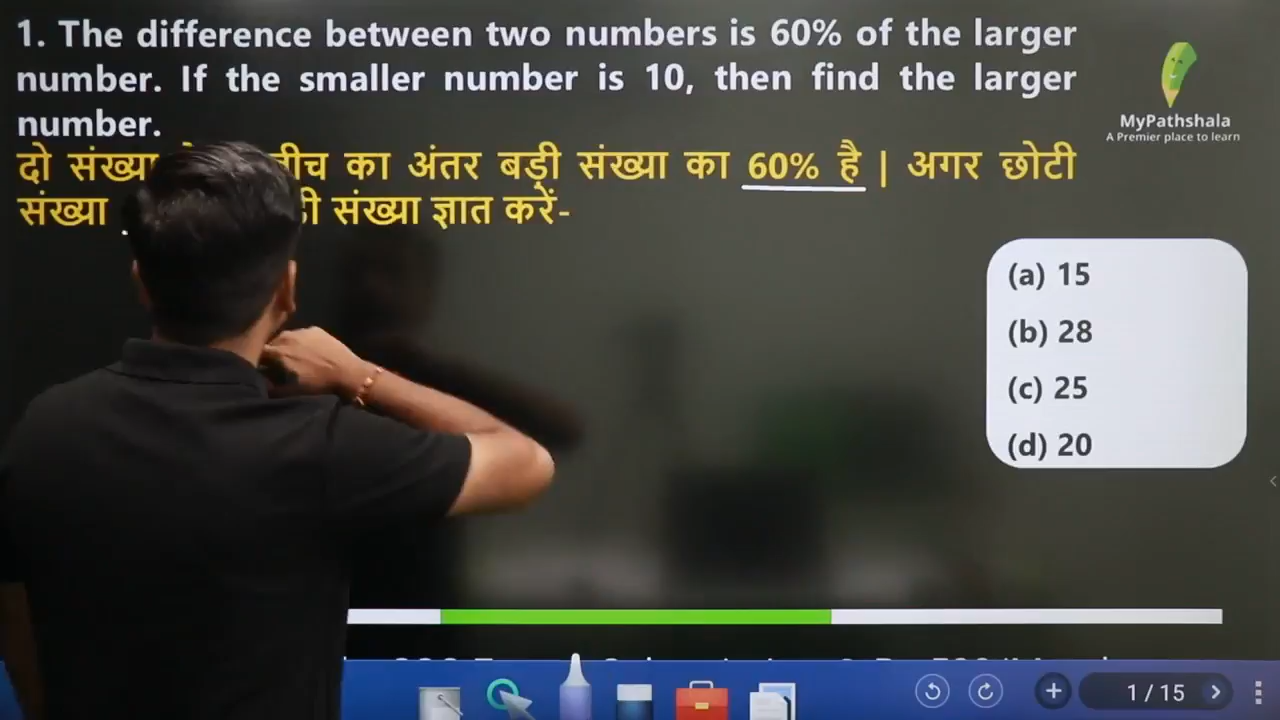 1. The difference between two numbers is 60% of the larger
number. If the smaller number is 10, then find the larger
number.
दो का अंतर बड़ी संख्या का 60% है | अगर छोटी
संख्या संख्या ज्ञात करें-
MyPathshala
A Premier place to learn
(a) 15
(b) 28
(c) 25
(d) 20
1 / 15